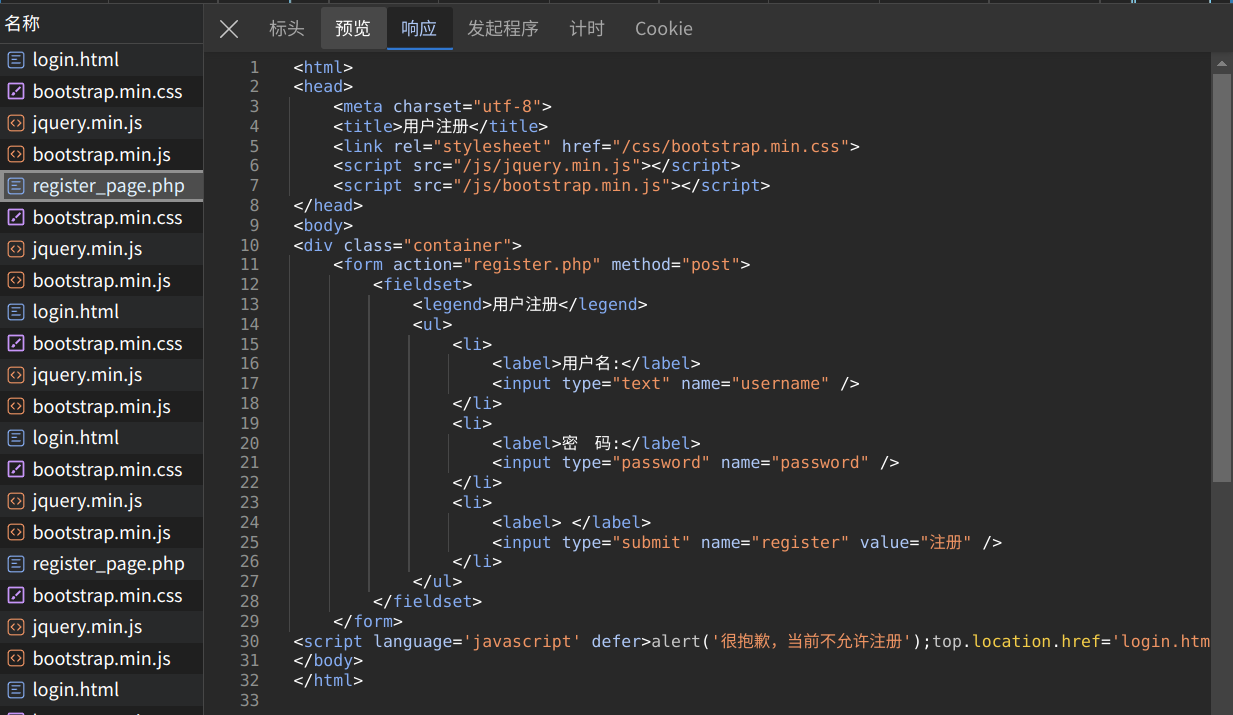 名称
login.html
bootstrap.min.css
jquery.min.js
bootstrap.min.js
register_page.php
bootstrap.min.css
jquery.min.js
bootstrap.min.js
login.html
bootstrap.min.css
jquery.min.js
bootstrap.min.js
login.html
bootstrap.min.css
jquery.min.js
bootstrap.min.js
register_page.php
bootstrap.min.css
jquery.min.js
bootstrap.min.js
login.html
标头 预览 响应 发起程序 计时 Cookie
1 <html>
2 <head>
3 <meta charset="utf-8">
4 <title>用户注册</title>
5 <link rel="stylesheet" href="/css/bootstrap.min.css">
6 <script src="/js/jquery.min.js"></script>
7 <script src="/js/bootstrap.min.js"></script>
8 </head>
9 <body>
10 <div class="container">
11 <form action="register.php" method="post">
12 <fieldset>
13 <legend>用户注册</legend>
14 <ul>
15 <li>
16 <label>用户名:</label>
17 <input type="text" name="username" />
18 </li>
19 <li>
20 <label>密　码:</label>
21 <input type="password" name="password" />
22 </li>
23 <li>
24 <label> </label>
25 <input type="submit" name="register" value="注册" />
26 </li>
27 </ul>
28 </fieldset>
29 </form>
30 <script language='javascript' defer>alert('很抱歉，当前不允许注册');top.location.href='login.htm
31 </body>
32 </html>
33